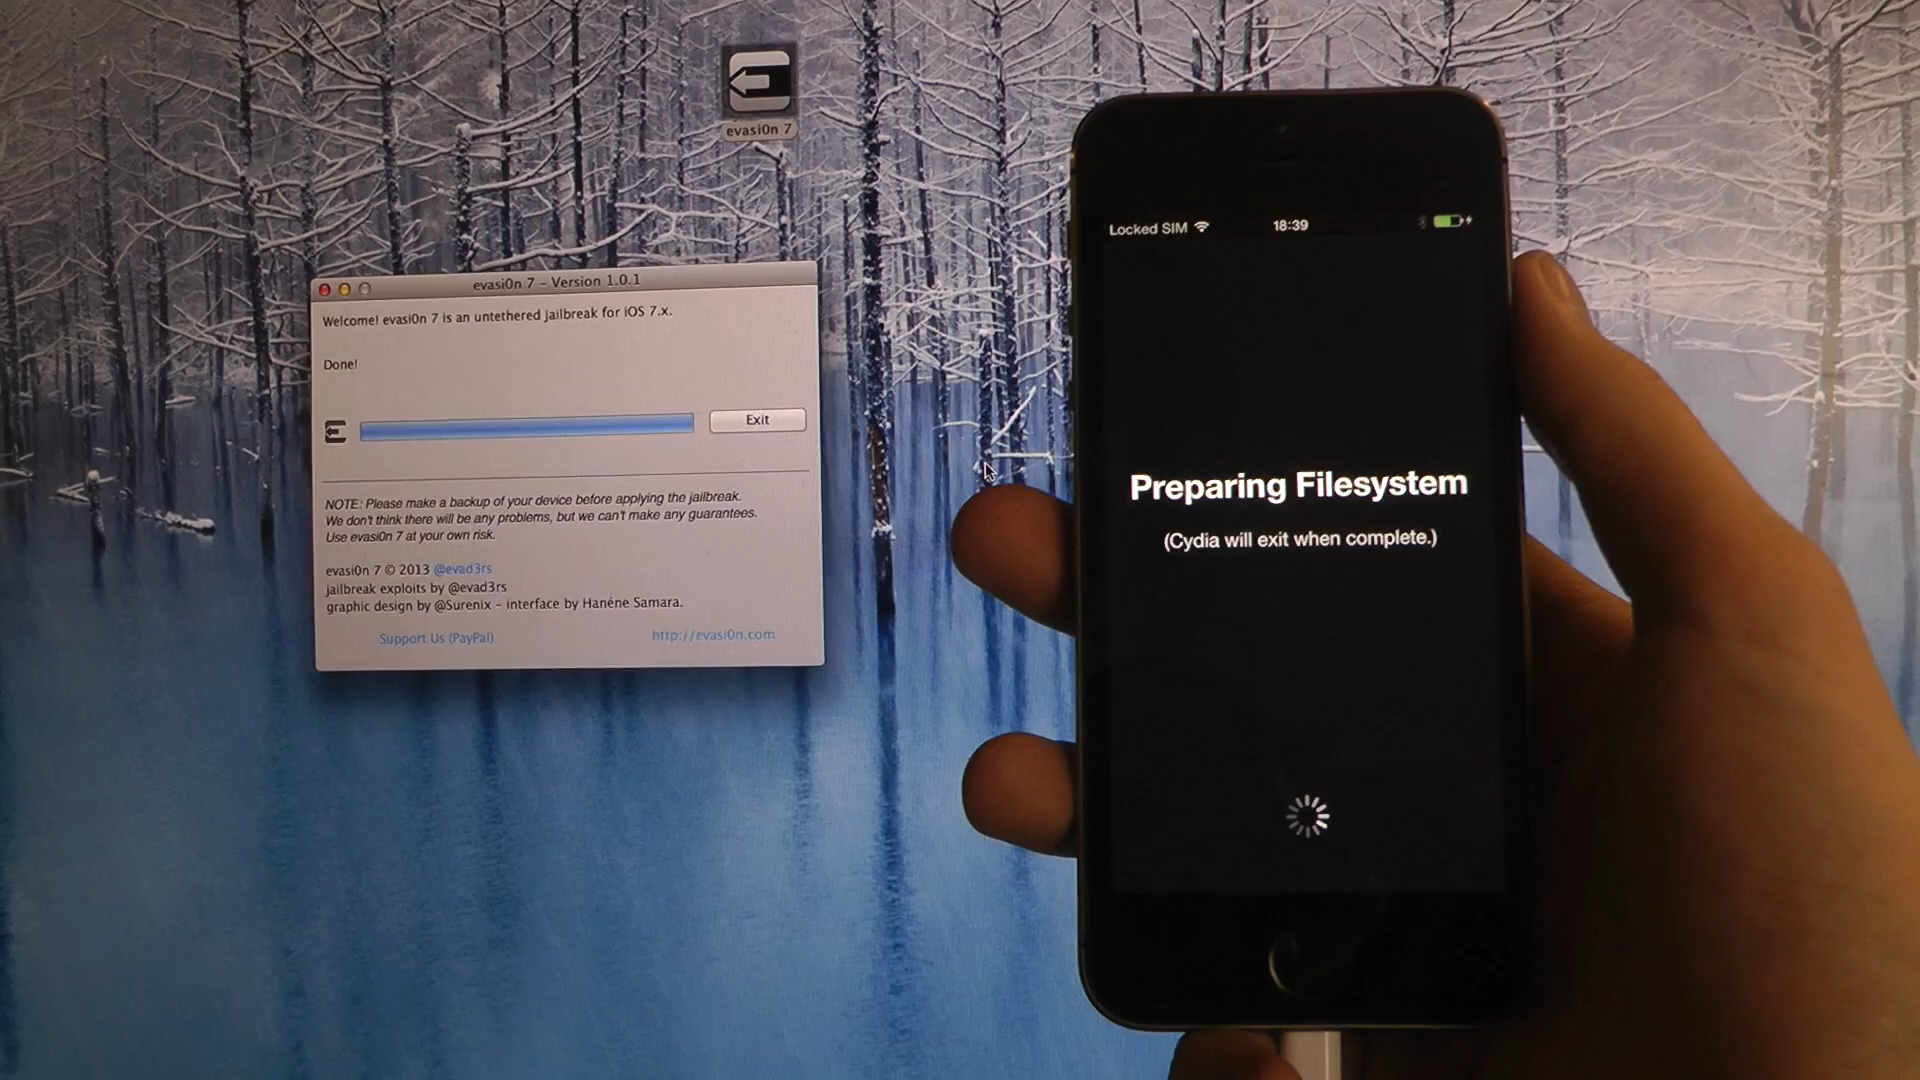 evasi0n 7
evasi0n 7 – Version 1.0.1
Welcome! evasi0n 7 is an untethered jailbreak for iOS 7.x.
Done!
Exit
NOTE: Please make a backup of your device before applying the jailbreak.
We don't think there will be any problems, but we can't make any guarantees.
Use evasi0n 7 at your own risk.
evasi0n 7 © 2013 @evad3rs
jailbreak exploits by @evad3rs
graphic design by @Surenix – interface by Hanéne Samara.
Support Us (PayPal)
http://evasi0n.com
Locked SIM
18:39
Preparing Filesystem
(Cydia will exit when complete.)